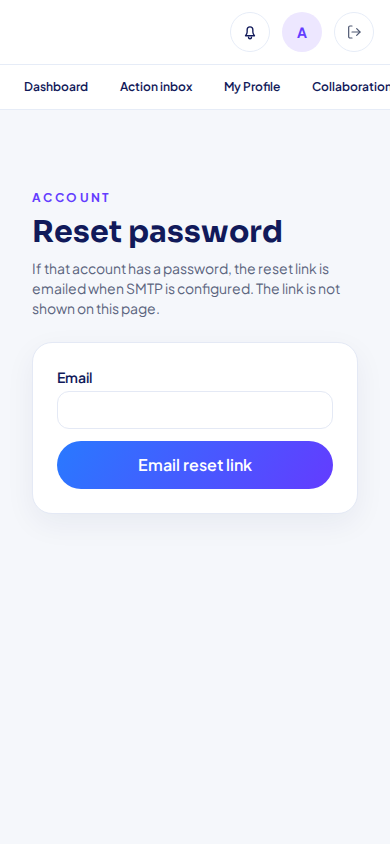 A
Dashboard Action inbox My Profile Collaboration
ACCOUNT
Reset password
If that account has a password, the reset link is
emailed when SMTP is configured. The link is not
shown on this page.
Email
Email reset link